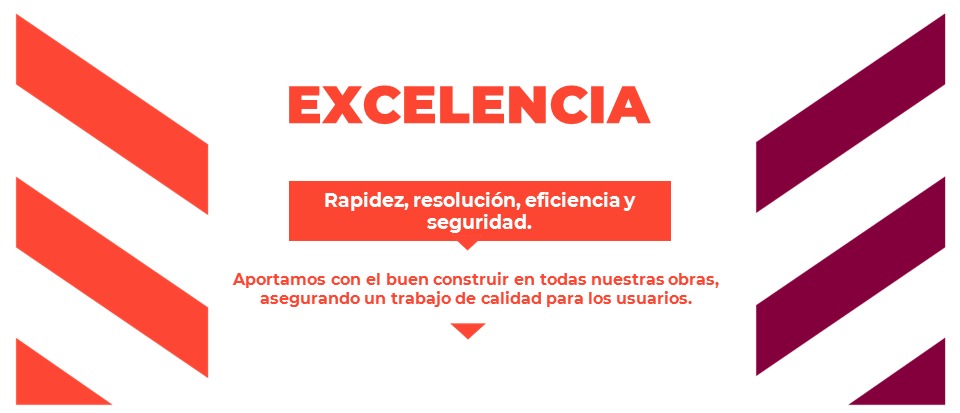 EXCELENCIA
Rapidez, resolución, eficiencia y
seguridad.
Aportamos con el buen construir en todas nuestras obras,
asegurando un trabajo de calidad para los usuarios.